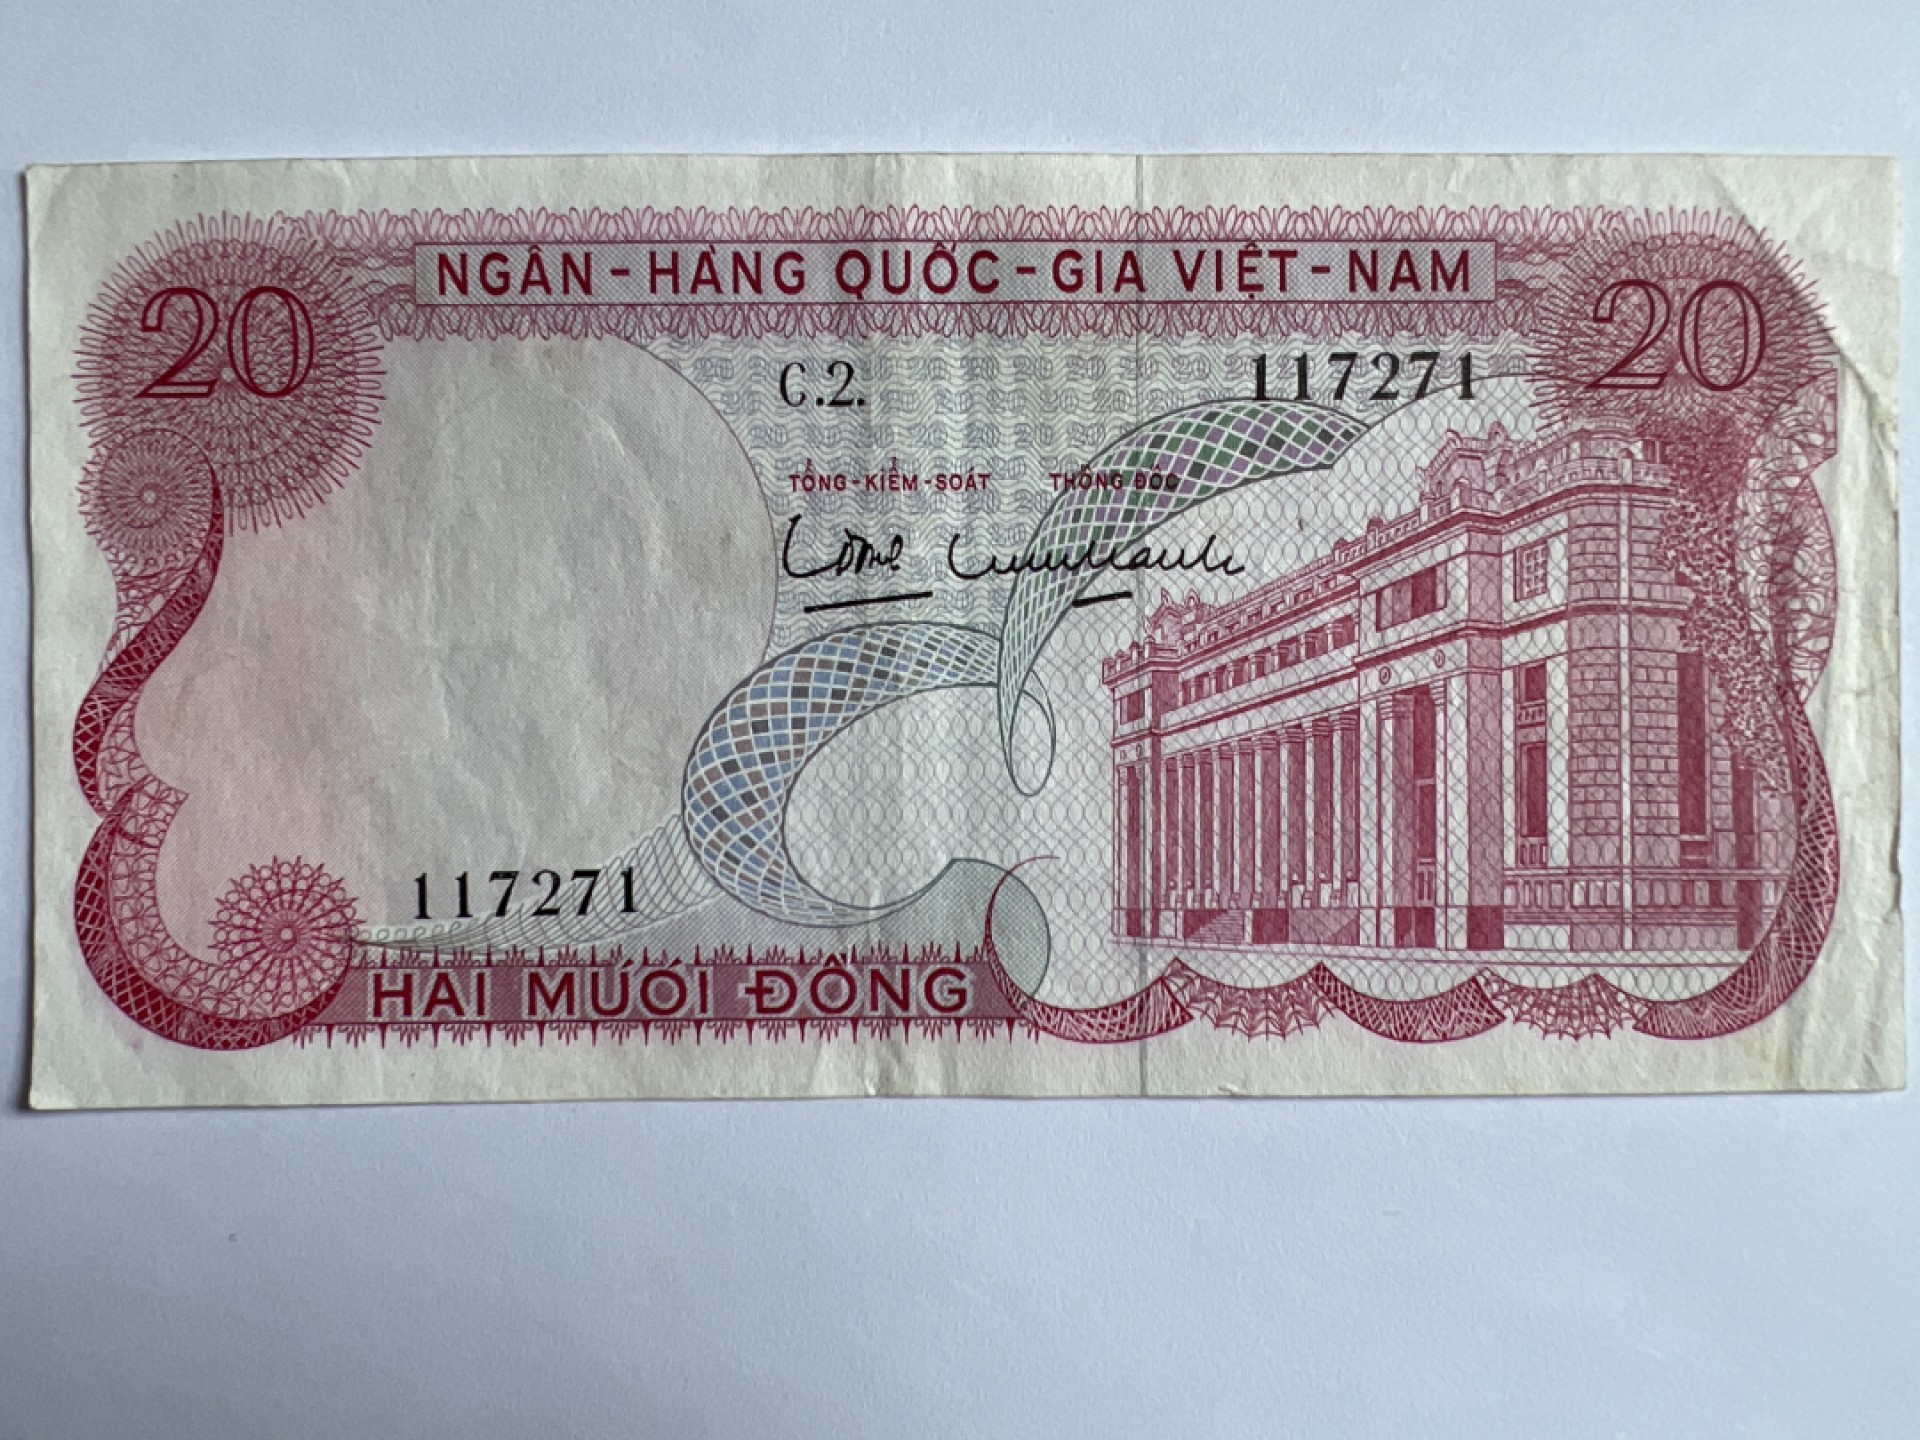 NGÂN - HÀNG QUỐC - GIA VIỆT - NAM
20 20
C.2. 117271
TỔNG - KIỂM - SOÁT THỐNG ĐỐC
117271
HAI MƯƠI ĐỒNG